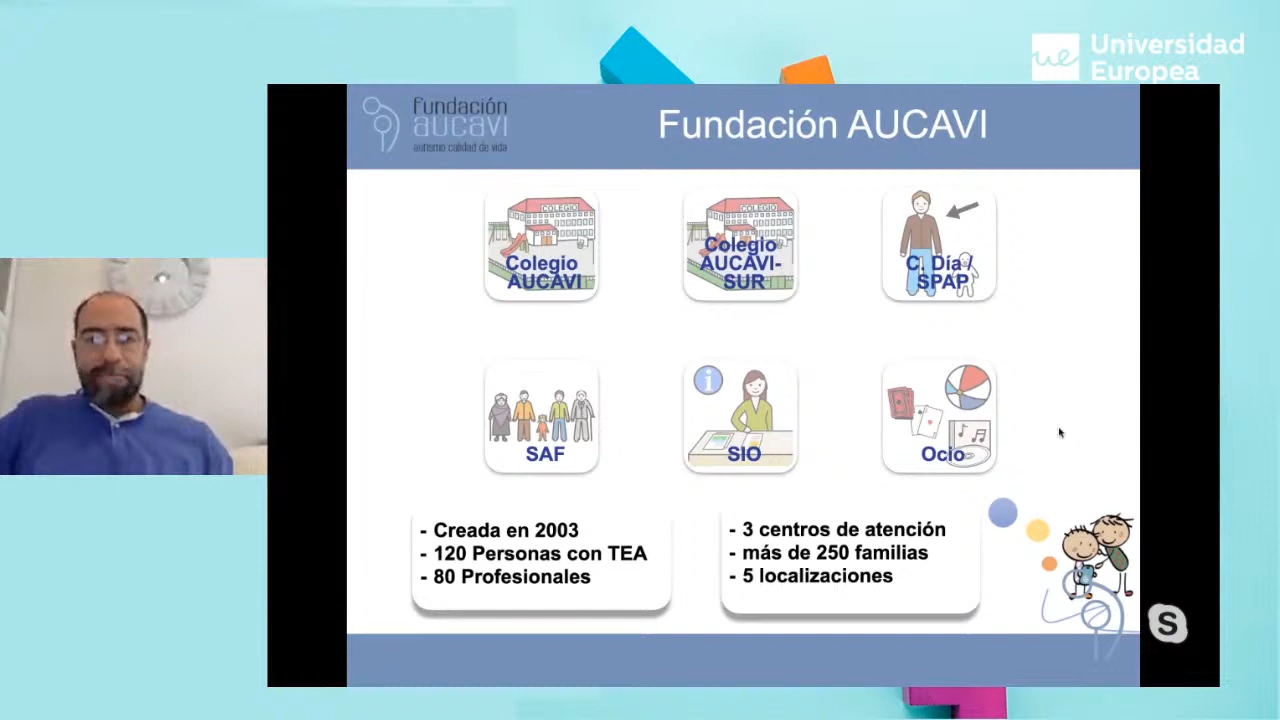 Universidad
Europea
ue
fundación
aucavi
autismo calidad de vida
Fundación AUCAVI
COLEGIO
Colegio
AUCAVI
COLEGIO
Colegio
AUCAVI-
SUR
C. Día /
SPAP
SAF
i
SIO
Ocio
- Creada en 2003
- 120 Personas con TEA
- 80 Profesionales
- 3 centros de atención
- más de 250 familias
- 5 localizaciones
S